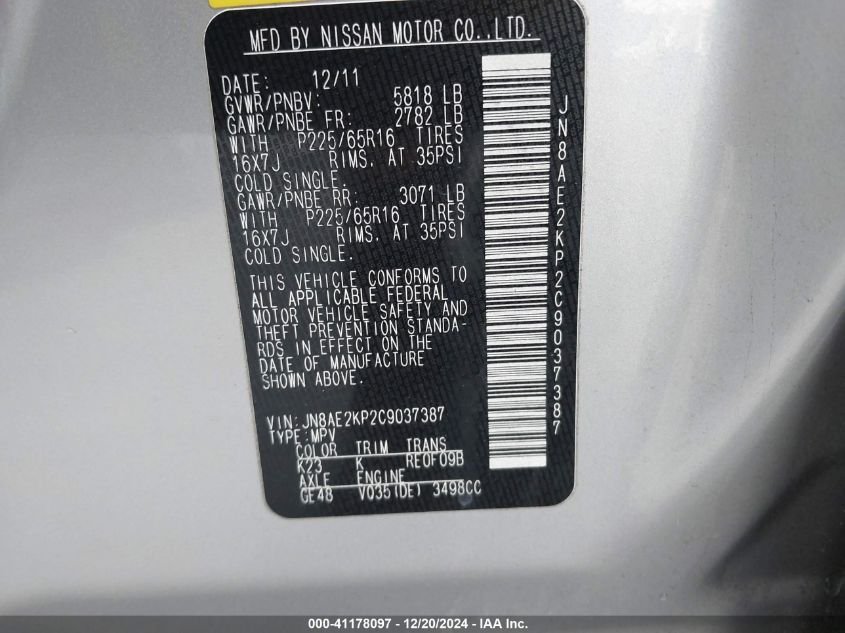 MFD BY NISSAN MOTOR CO.,LTD.
DATE: 12/11
GVWR/PNBV: 5818 LB
GAWR/PNBE FR: 2782 LB
WITH P225/65R16 TIRES
16X7J RIMS. AT 35PSI
COLD SINGLE.
GAWR/PNBE RR: 3071 LB
WITH P225/65R16 TIRES
16X7J RIMS. AT 35PSI
COLD SINGLE.
THIS VEHICLE CONFORMS TO
ALL APPLICABLE FEDERAL
MOTOR VEHICLE SAFETY AND
THEFT PREVENTION STANDA-
RDS IN EFFECT ON THE
DATE OF MANUFACTURE
SHOWN ABOVE.
VIN: JN8AE2KP2C9037387
TYPE: MPV
COLOR TRIM TRANS
K23 K RE0F09B
AXLE ENGINE
GE48 VQ35(DE) 3498CC
JN8AE2KP2C9037387
000-41178097 - 12/20/2024 - IAA Inc.